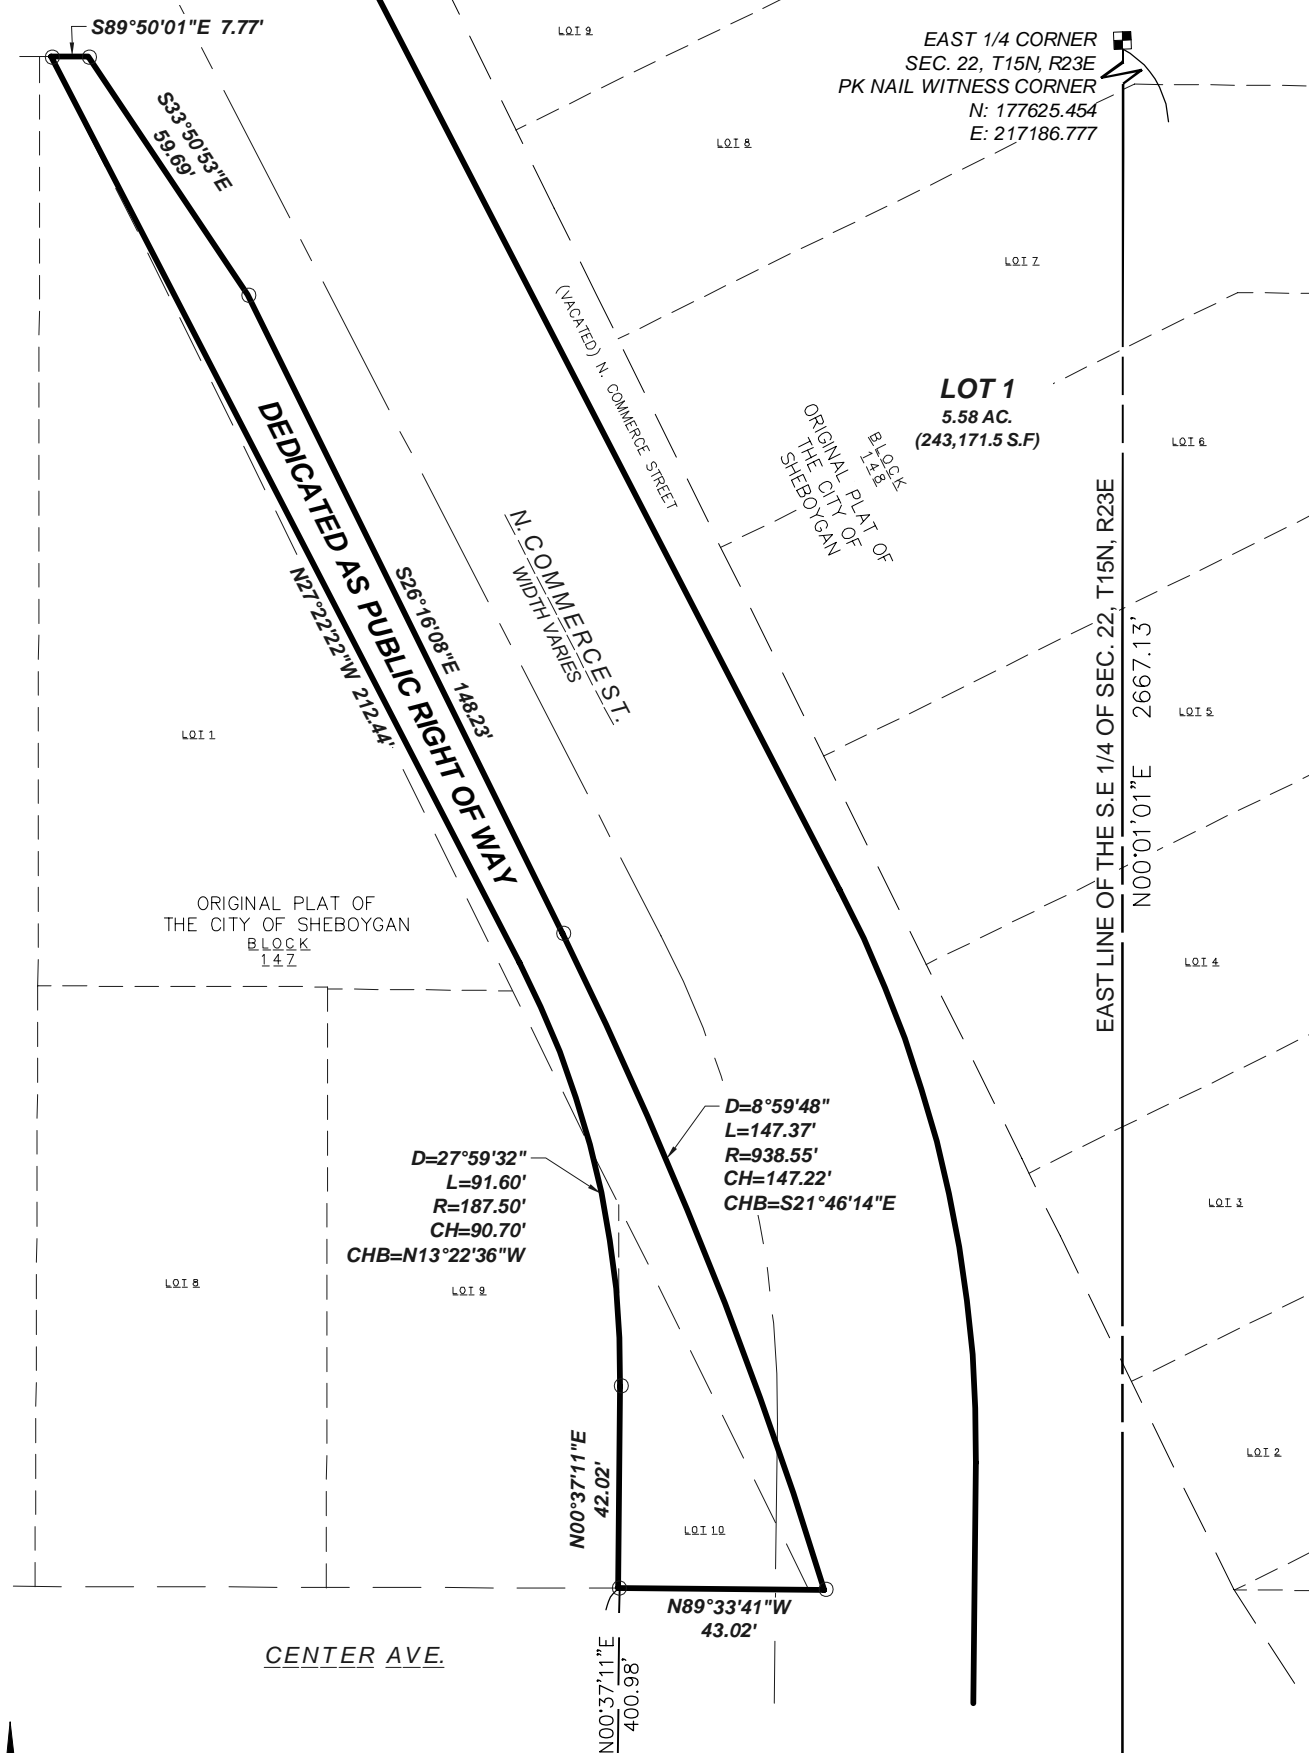 S89°50'01"E 7.77'
LOT 9
EAST 1/4 CORNER
SEC. 22, T15N, R23E
PK NAIL WITNESS CORNER
N: 177625.454
E: 217186.777
S33°50'53"E
59.69'
LOT 8
LOT 7
(VACATED) N. COMMERCE STREET
LOT 1
5.58 AC.
(243,171.5 S.F)
BLOCK
148
ORIGINAL PLAT OF
THE CITY OF
SHEBOYGAN
LOT 6
DEDICATED AS PUBLIC RIGHT OF WAY
N. COMMERCE ST.
WIDTH VARIES
S26°16'08"E 148.23'
N27°22'22"W 212.44'
EAST LINE OF THE S.E 1/4 OF SEC. 22, T15N, R23E
N00°01'01"E 2667.13'
LOT 5
LOT 1
ORIGINAL PLAT OF
THE CITY OF SHEBOYGAN
BLOCK
147
LOT 4
D=8°59'48"
L=147.37'
R=938.55'
CH=147.22'
CHB=S21°46'14"E
D=27°59'32"
L=91.60'
R=187.50'
CH=90.70'
CHB=N13°22'36"W
LOT 3
LOT 8
LOT 9
N00°37'11"E
42.02'
LOT 2
LOT 10
N89°33'41"W
43.02'
CENTER AVE.
N00°37'11"E
400.98'